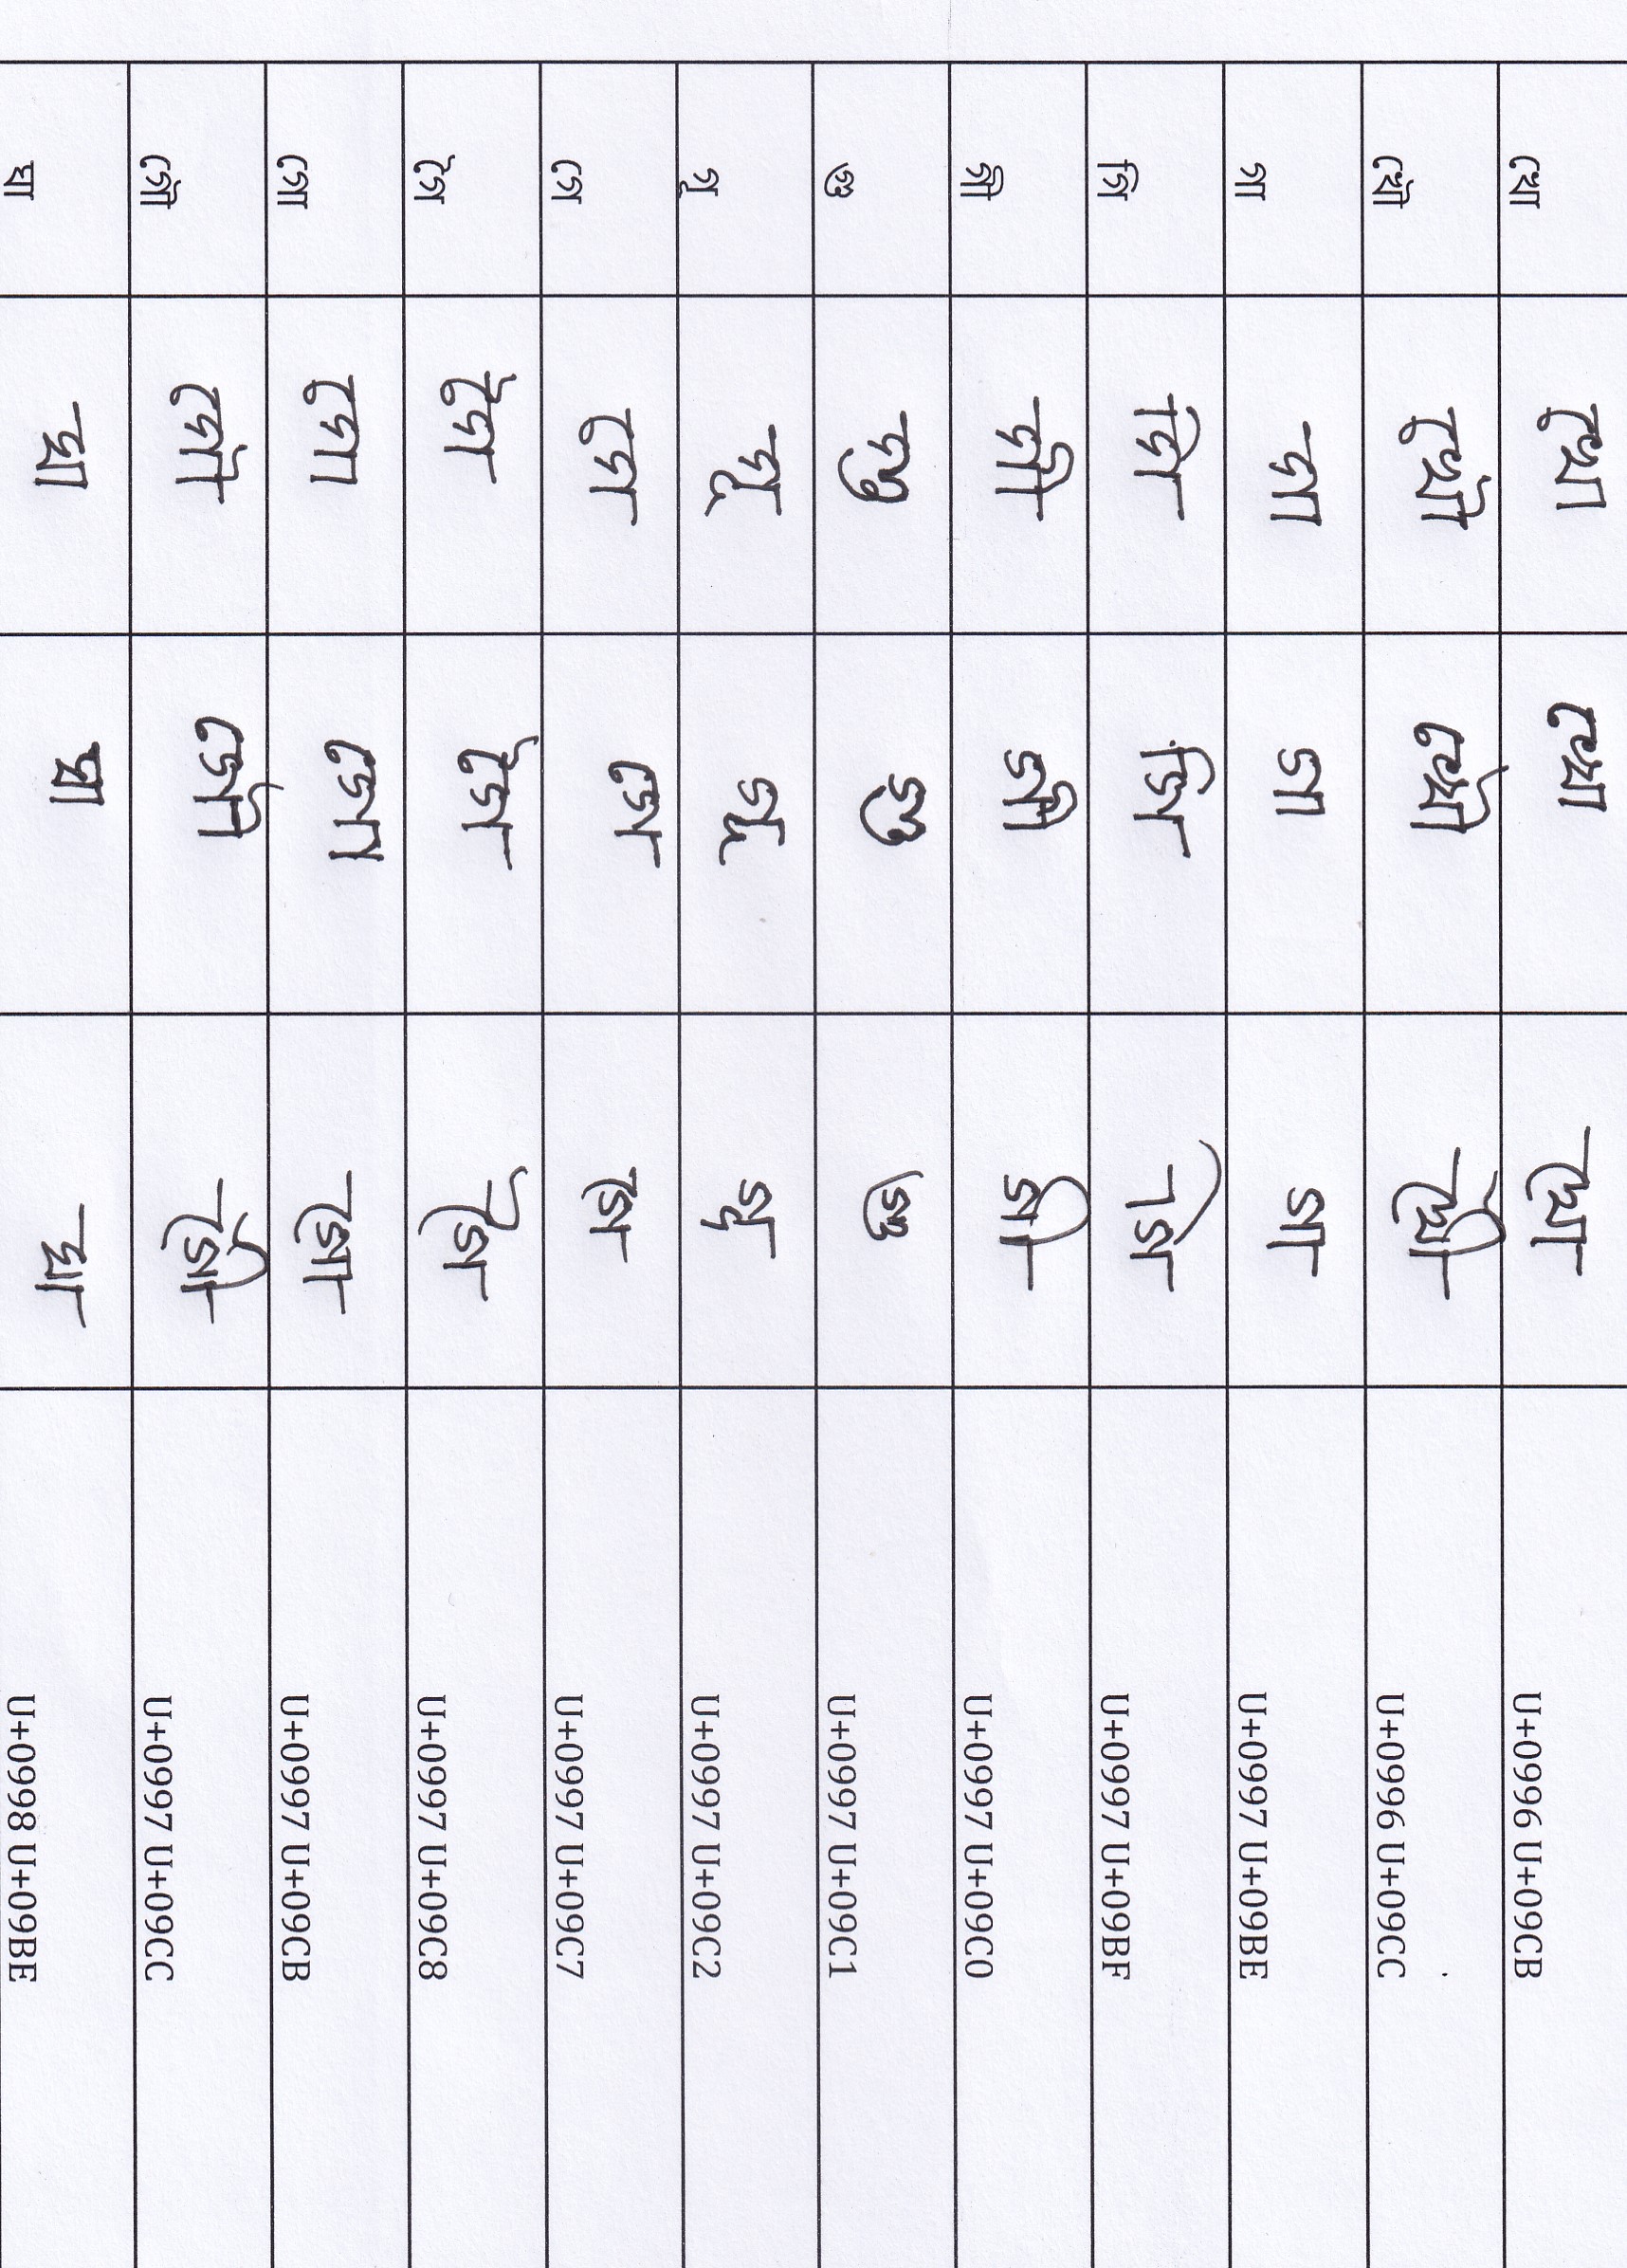 খো খো খো খো U+0996 U+09CB
খৌ খৌ খৌ খৌ U+0996 U+09CC
গা গা গা গা U+0997 U+09BE
গি গি গি গি U+0997 U+09BF
গী গী গী গী U+0997 U+09C0
গু গু গু গু U+0997 U+09C1
গূ গূ গূ গূ U+0997 U+09C2
গে গে গে গে U+0997 U+09C7
গৈ গৈ গৈ গৈ U+0997 U+09C8
গো গো গো গো U+0997 U+09CB
গৌ গৌ গৌ গৌ U+0997 U+09CC
ঘা ঘা ঘা ঘা U+0998 U+09BE